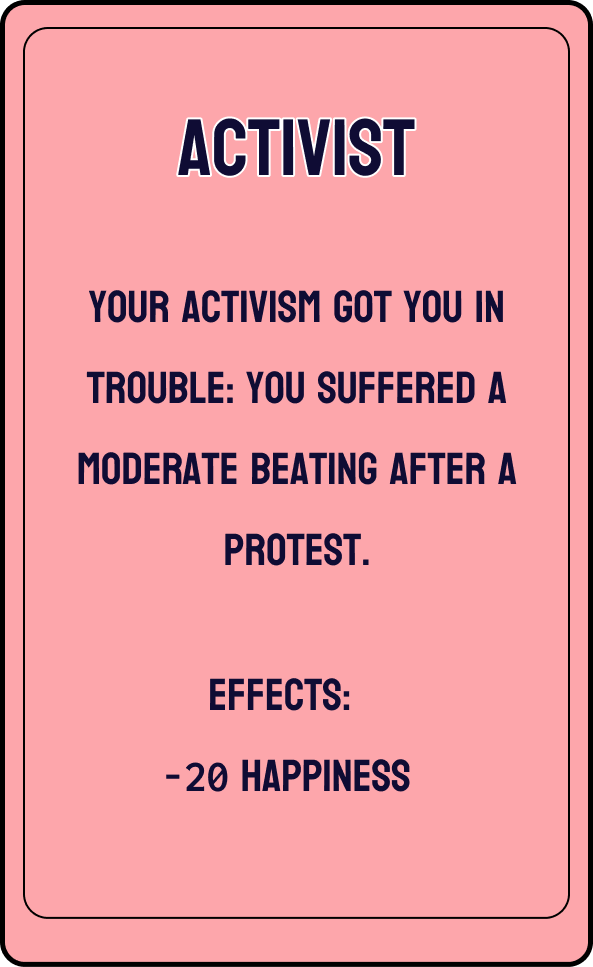 ACTIVIST
YOUR ACTIVISM GOT YOU IN
TROUBLE: YOU SUFFERED A
MODERATE BEATING AFTER A
PROTEST.
EFFECTS:
-20 HAPPINESS